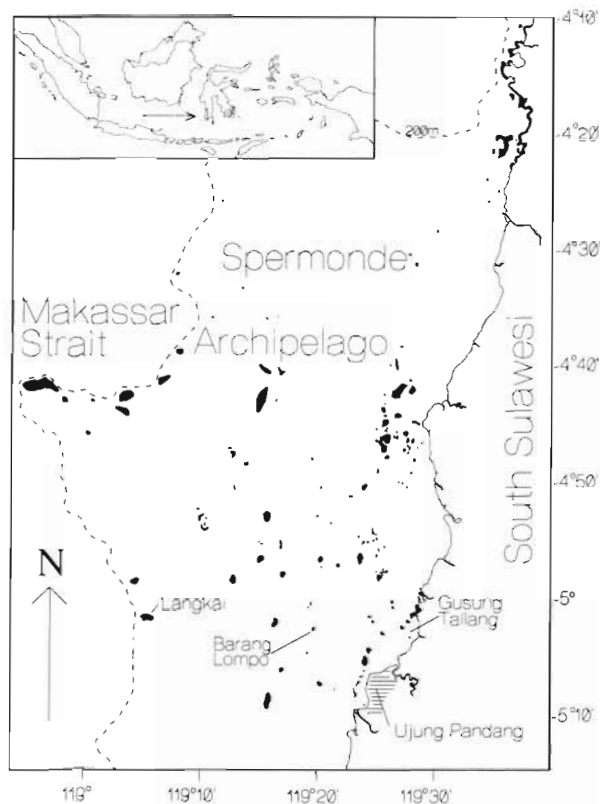 -4°10'
200m
-4°20'
-4°30'
Spermonde
Makassar
Strait
Archipelago
-4°40'
South Sulawesi
-4°50'
N
-5°
Langkai
Gusung
Tallang
Barang
Lompo
-5°10'
Ujung Pandang
119°
119°10'
119°20'
119°30'